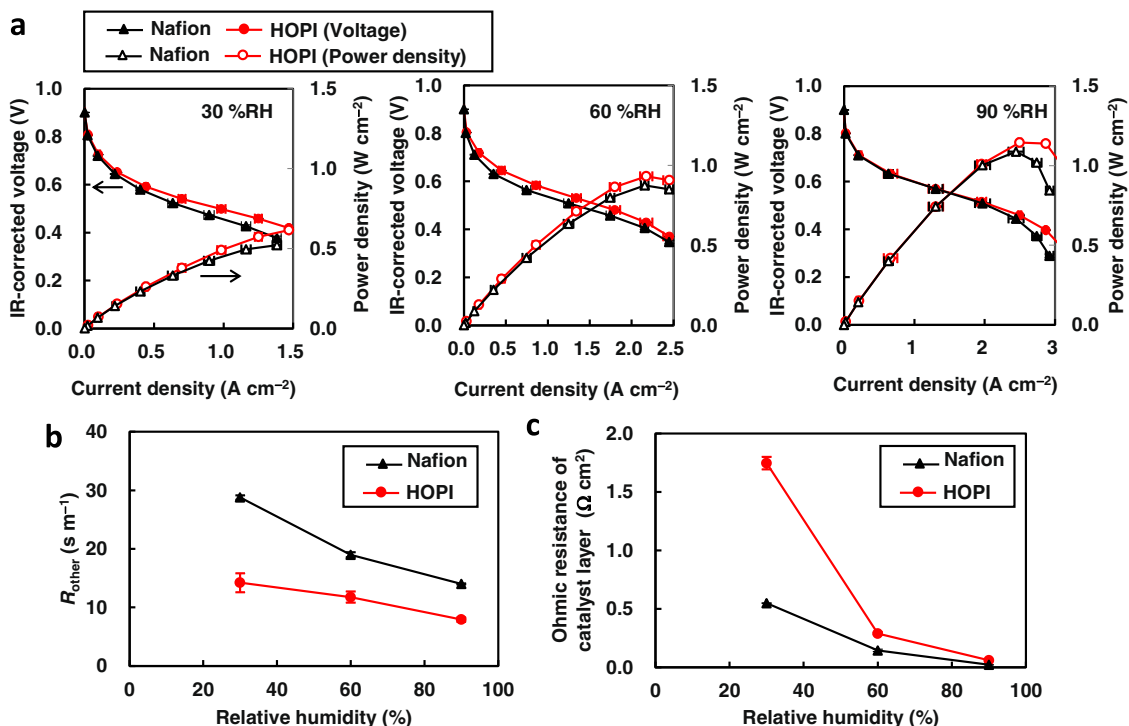 a
Nafion HOPI (Voltage)
Nafion HOPI (Power density)
30 %RH
IR-corrected voltage (V)
1.0
0.8
0.6
0.4
0.2
0.0
0.0 0.5 1.0 1.5
Current density (A cm⁻²)
1.5
1.0
0.5
0.0
Power density (W cm⁻²)
60 %RH
IR-corrected voltage (V)
1.0
0.8
0.6
0.4
0.2
0.0
0.0 0.5 1.0 1.5 2.0 2.5
Current density (A cm⁻²)
1.5
1.0
0.5
0.0
Power density (W cm⁻²)
90 %RH
IR-corrected voltage (V)
1.0
0.8
0.6
0.4
0.2
0.0
0 1 2 3
Current density (A cm⁻²)
1.5
1.0
0.5
0.0
Power density (W cm⁻²)
b
Nafion
HOPI
R other (s m⁻¹)
40
30
20
10
0
0 20 40 60 80 100
Relative humidity (%)
c
Nafion
HOPI
Ohmic resistance of
catalyst layer (Ω cm²)
2.0
1.5
1.0
0.5
0.0
0 20 40 60 80 100
Relative humidity (%)